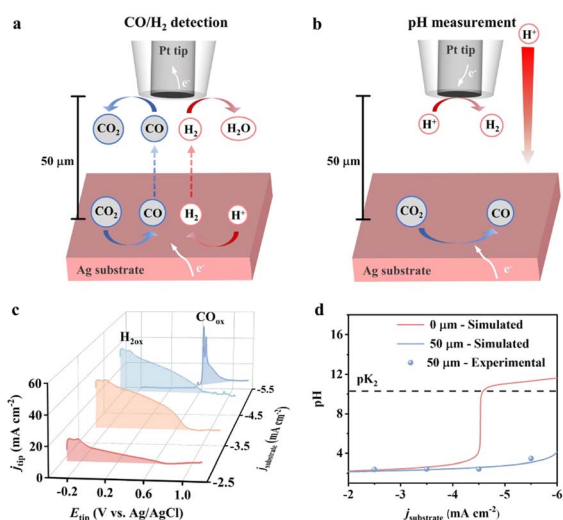 a
CO/H₂ detection
Pt tip
e⁻
CO₂
CO
H₂
H₂O
50 μm
CO₂
CO
H₂
H⁺
Ag substrate
e⁻
b
pH measurement
H⁺
Pt tip
e⁻
H⁺
H₂
50 μm
CO₂
CO
Ag substrate
e⁻
c
H₂ₒₓ
COₒₓ
60
40
20
0
j_tip (mA cm⁻²)
-0.2
0.2
0.6
1.0
E_tip (V vs. Ag/AgCl)
-5.5
-4.5
-3.5
-2.5
j_substrate (mA cm⁻²)
d
0 μm - Simulated
50 μm - Simulated
50 μm - Experimental
pK₂
16
12
8
4
pH
-2
-3
-4
-5
-6
j_substrate (mA cm⁻²)